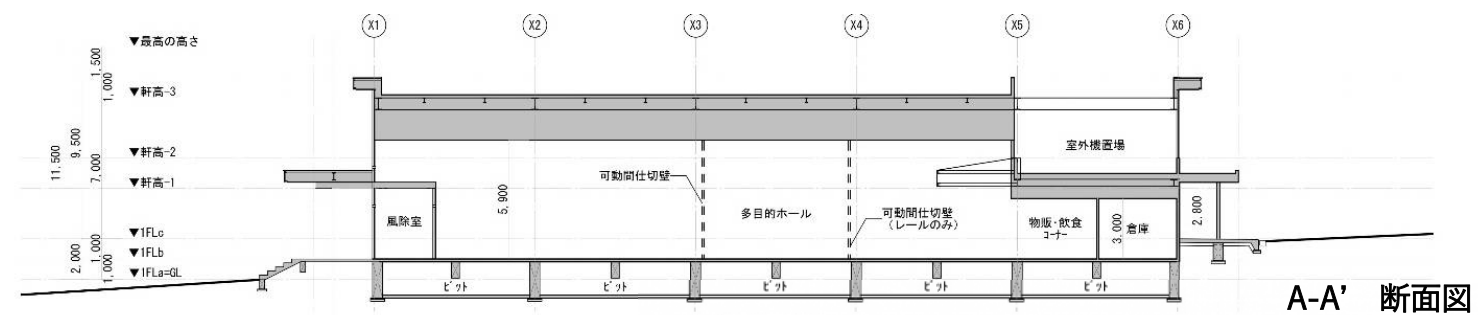 X1 X2 X3 X4 X5 X6
▼最高の高さ
1,500
1,000
▼軒高-3
9,500
11,500
7,000
▼軒高-2
▼軒高-1
▼1FLc
▼1FLb
▼1FLa=GL
2,000
1,000
1,000
風除室
5,900
可動間仕切壁
多目的ホール
可動間仕切壁
(レールのみ)
室外機置場
物販・飲食
コーナー
3,000
倉庫
2,800
ピット ピット ピット ピット ピット
A-A’ 断面図